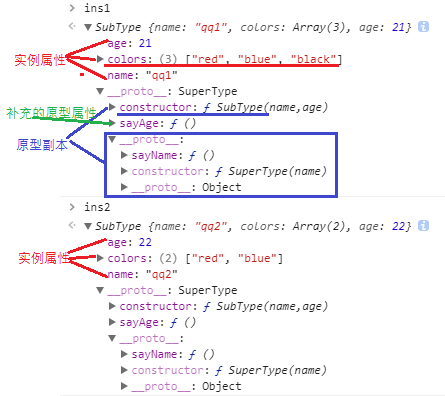 > ins1
< ▼ SubType {name: "qq1", colors: Array(3), age: 21} i
age: 21
实例属性
▶ colors: (3) ["red", "blue", "black"]
name: "qq1"
▼ __proto__: SuperType
▶ constructor: ƒ SubType(name,age)
补充的原型属性
▶ sayAge: ƒ ()
原型副本
▼ __proto__:
▶ sayName: ƒ ()
▶ constructor: ƒ SuperType(name)
▶ __proto__: Object
> ins2
< ▼ SubType {name: "qq2", colors: Array(2), age: 22} i
age: 22
实例属性
▶ colors: (2) ["red", "blue"]
name: "qq2"
▼ __proto__: SuperType
▶ constructor: ƒ SubType(name,age)
▶ sayAge: ƒ ()
▼ __proto__:
▶ sayName: ƒ ()
▶ constructor: ƒ SuperType(name)
▶ __proto__: Object